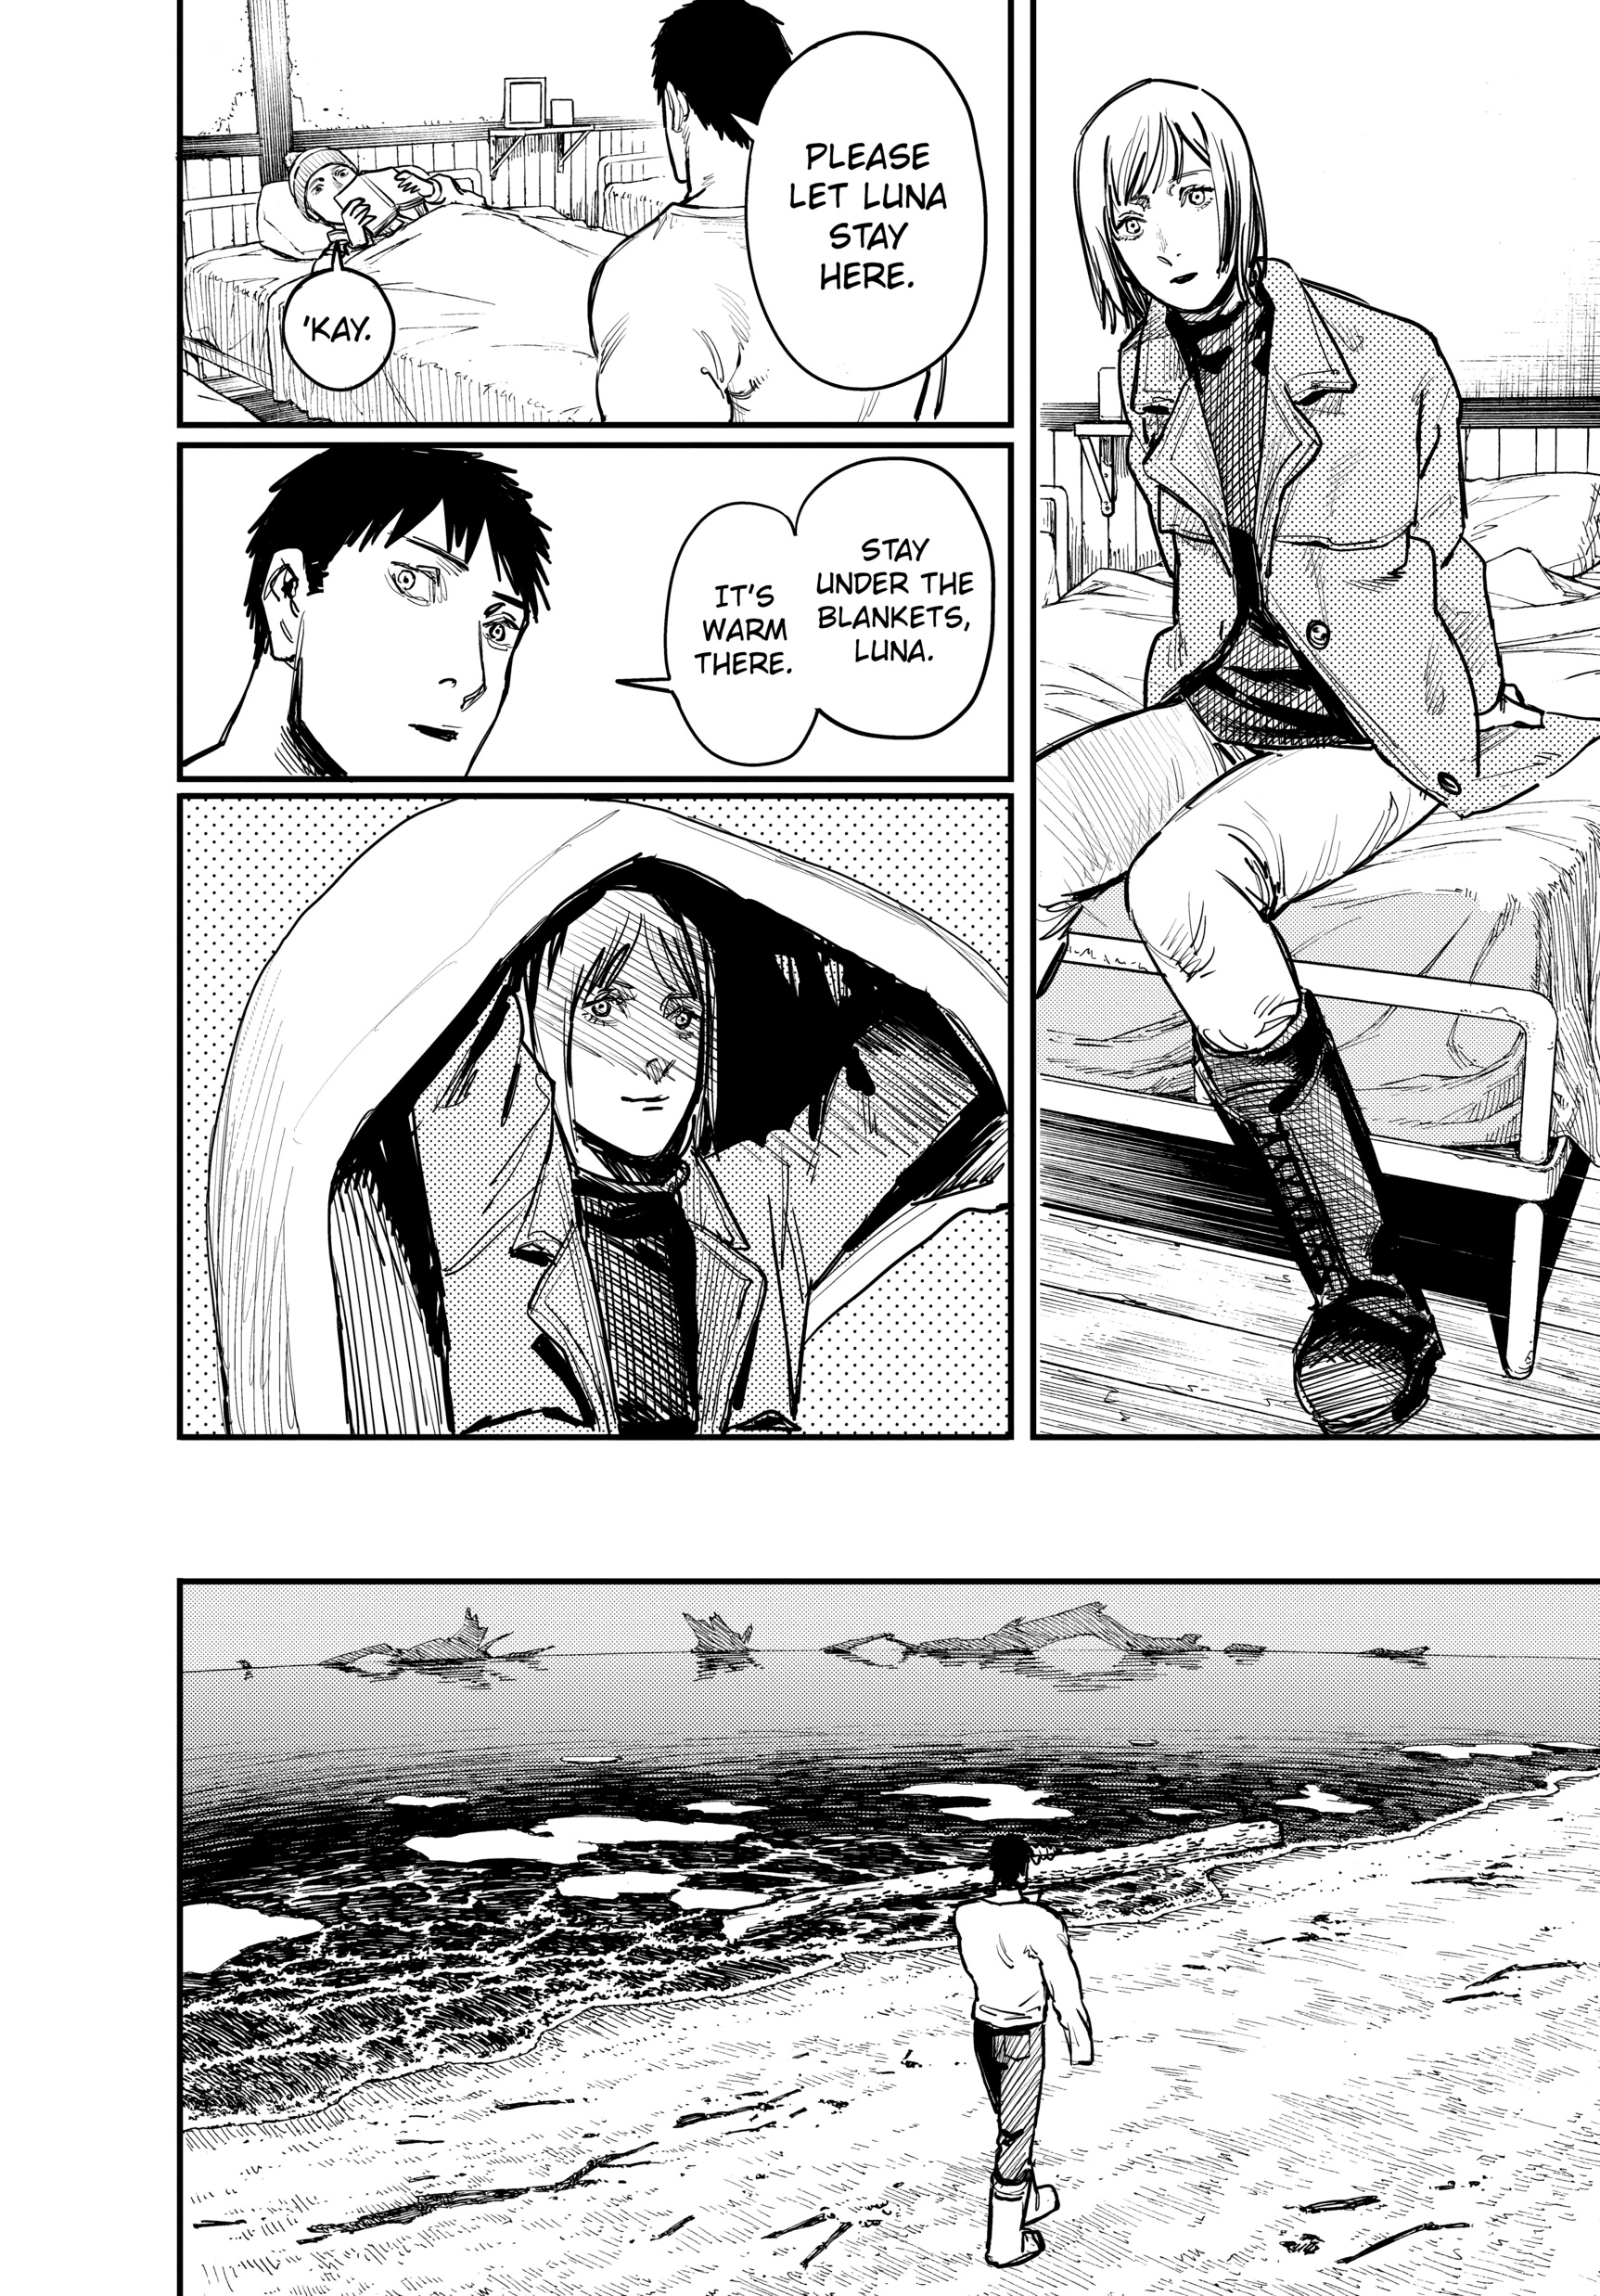 PLEASE
LET LUNA
STAY
HERE.
'KAY.
STAY
UNDER THE
BLANKETS,
LUNA.
IT'S
WARM
THERE.